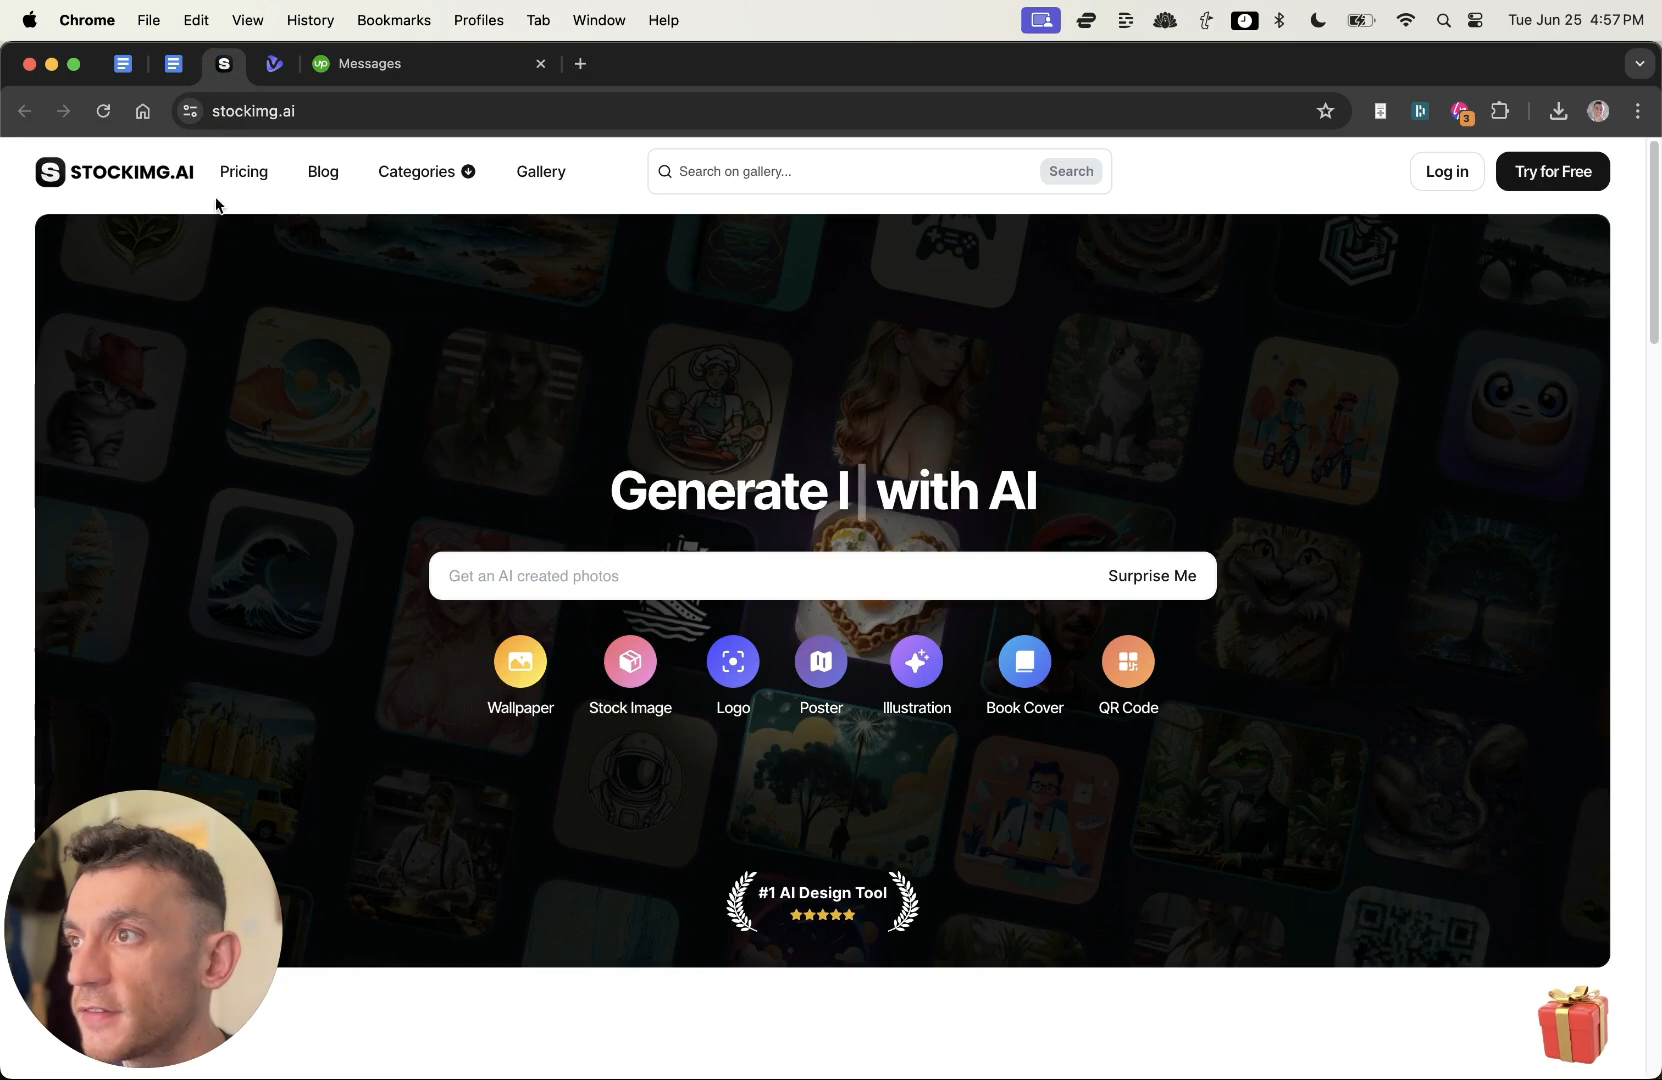 Chrome File Edit View History Bookmarks Profiles Tab Window Help Tue Jun 25 4:57 PM
Messages
stockimg.ai
3
STOCKIMG.AI Pricing Blog Categories Gallery Search on gallery... Search Log in Try for Free
Generate I with AI
Get an AI created photos Surprise Me
Wallpaper Stock Image Logo Poster Illustration Book Cover QR Code
#1 AI Design Tool